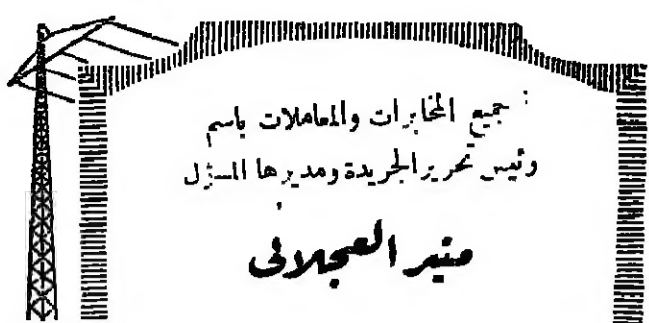 جميع المخابرات والمعاملات باسم
رئيس تحرير الجريدة ومديرها المسؤل
منير العجلاني